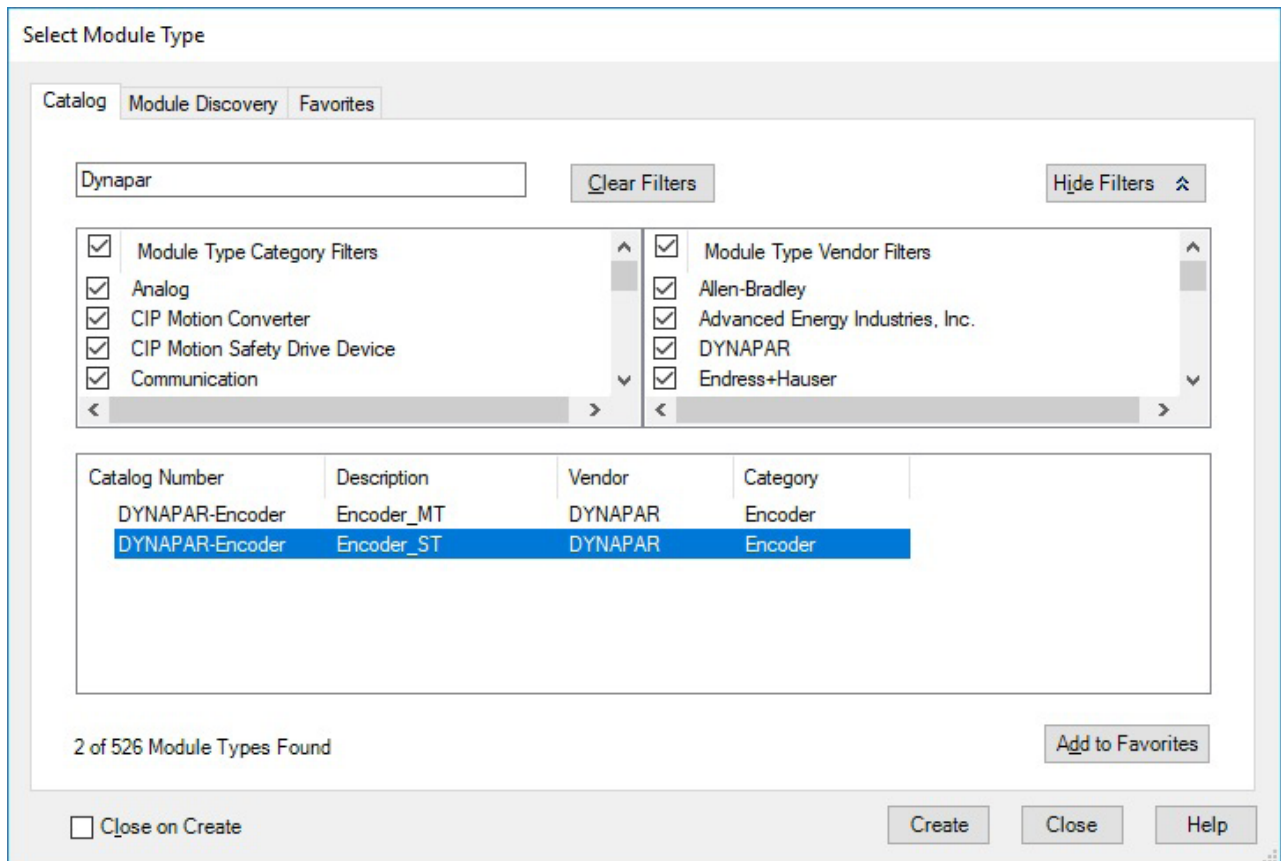 Select Module Type
Catalog Module Discovery Favorites
Dynapar Clear Filters Hide Filters
Module Type Category Filters Module Type Vendor Filters
Analog Allen-Bradley
CIP Motion Converter Advanced Energy Industries, Inc.
CIP Motion Safety Drive Device DYNAPAR
Communication Endress+Hauser
Catalog Number Description Vendor Category
DYNAPAR-Encoder Encoder_MT DYNAPAR Encoder
DYNAPAR-Encoder Encoder_ST DYNAPAR Encoder
2 of 526 Module Types Found Add to Favorites
Close on Create Create Close Help